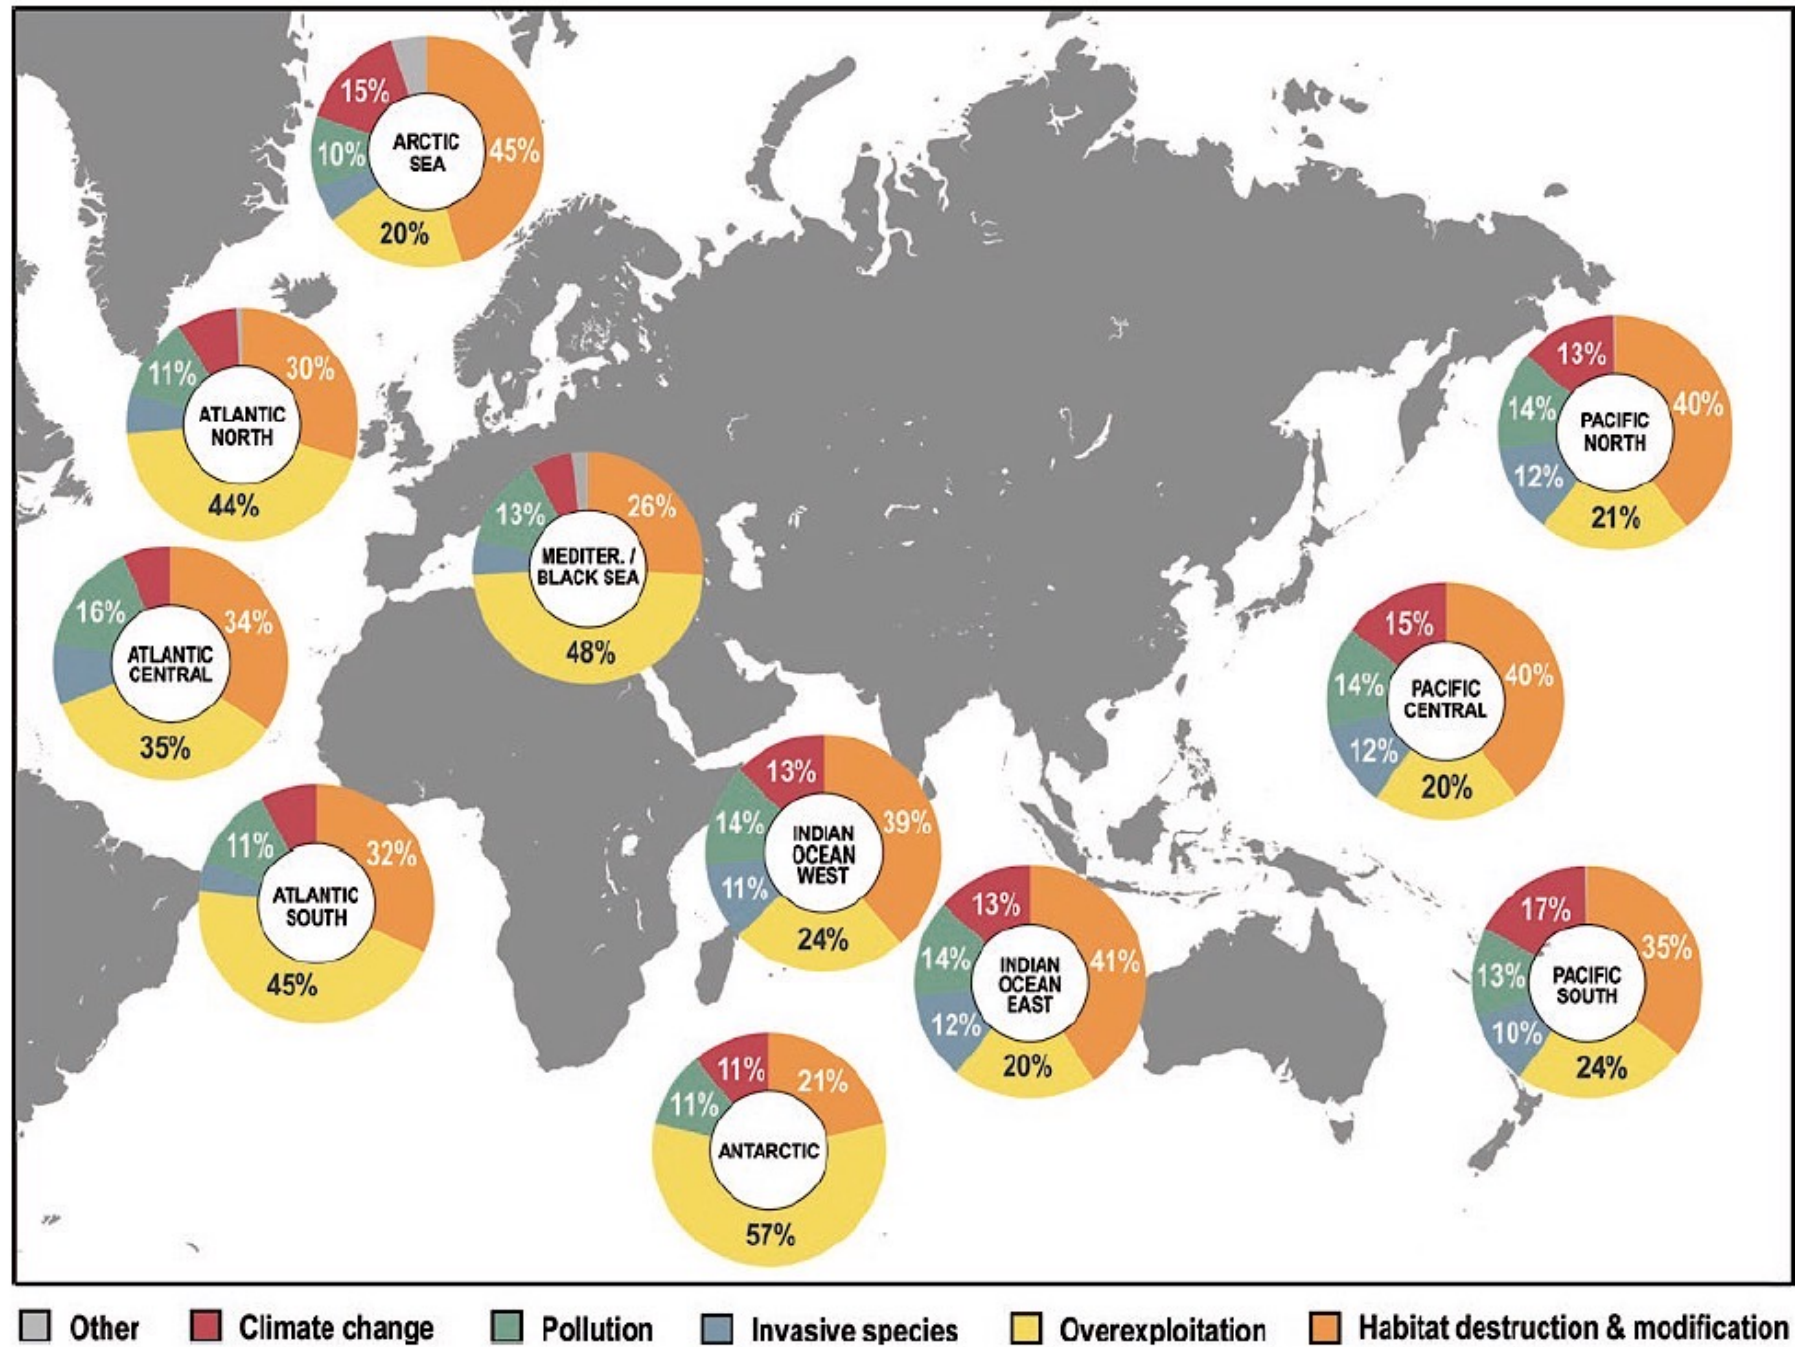 15%
ARCTIC
SEA
45%
10%
20%
11%
30%
ATLANTIC
NORTH
44%
13%
26%
MEDITER. /
BLACK SEA
48%
13%
14%
40%
PACIFIC
NORTH
12%
21%
16%
34%
ATLANTIC
CENTRAL
35%
15%
14%
40%
PACIFIC
CENTRAL
12%
20%
11%
32%
ATLANTIC
SOUTH
45%
13%
14%
39%
INDIAN
OCEAN
WEST
11%
24%
13%
14%
41%
INDIAN
OCEAN
EAST
12%
20%
17%
35%
13%
PACIFIC
SOUTH
10%
24%
11%
21%
11%
ANTARCTIC
57%
Other Climate change Pollution Invasive species Overexploitation Habitat destruction & modification